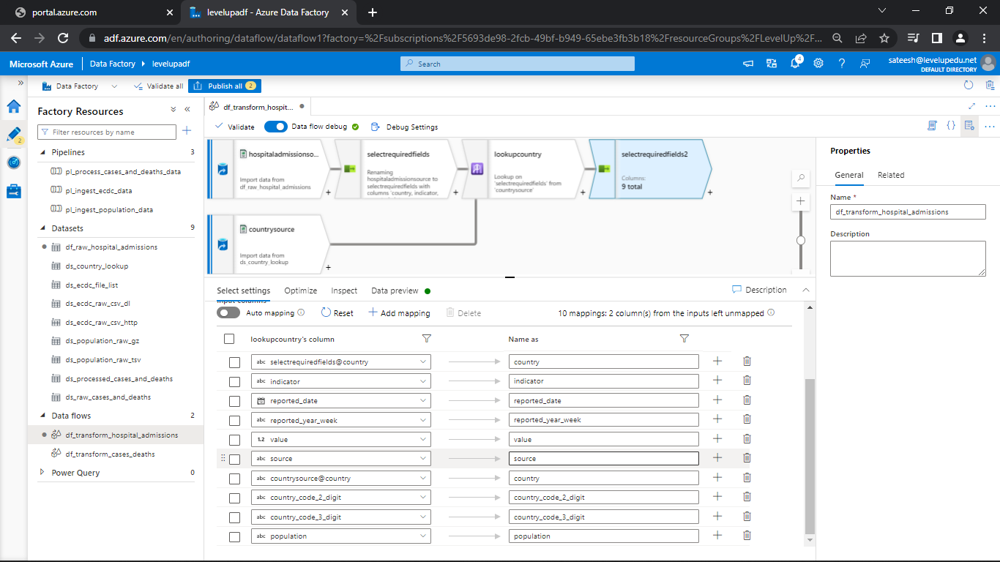 portal.azure.com
levelupadf - Azure Data Factory
adf.azure.com/en/authoring/dataflow/dataflow1?factory=%2Fsubscriptions%2F5693de98-2fcb-49bf-b949-65ebe3fb3b18%2FresourceGroups%2FLevelUp%2F...
Microsoft Azure
Data Factory
levelupadf
Search
4
sateesh@levelupedu.net
DEFAULT DIRECTORY
Data Factory
Validate all
Publish all 2
2
Factory Resources
Filter resources by name
Pipelines 3
pl_process_cases_and_deaths_data
pl_ingest_ecdc_data
pl_ingest_population_data
Datasets 9
df_raw_hospital_admissions
ds_country_lookup
ds_ecdc_file_list
ds_ecdc_raw_csv_dl
ds_ecdc_raw_csv_http
ds_population_raw_gz
ds_population_raw_tsv
ds_processed_cases_and_deaths
ds_raw_cases_and_deaths
Data flows 2
df_transform_hospital_admissions
df_transform_cases_deaths
Power Query 0
df_transform_hospit...
Validate
Data flow debug
Debug Settings
hospitaladmissionso...
Import data from
df_raw_hospital_admissions
selectrequiredfields
Renaming
hospitaladmissionsource to
selectrequiredfields with
columns 'country, indicator,
lookupcountry
Lookup on
'selectrequiredfields' from
'countrysource'
selectrequiredfields2
Columns:
9 total
countrysource
Import data from
ds_country_lookup
Select settings
Optimize
Inspect
Data preview
Description
Input columns
Auto mapping
Reset
Add mapping
Delete
10 mappings: 2 column(s) from the inputs left unmapped
lookupcountry's column
Name as
abc selectrequiredfields@country
country
abc indicator
indicator
reported_date
reported_date
abc reported_year_week
reported_year_week
1.2 value
value
abc source
source
abc countrysource@country
country
abc country_code_2_digit
country_code_2_digit
abc country_code_3_digit
country_code_3_digit
abc population
population
Properties
General
Related
Name *
df_transform_hospital_admissions
Description